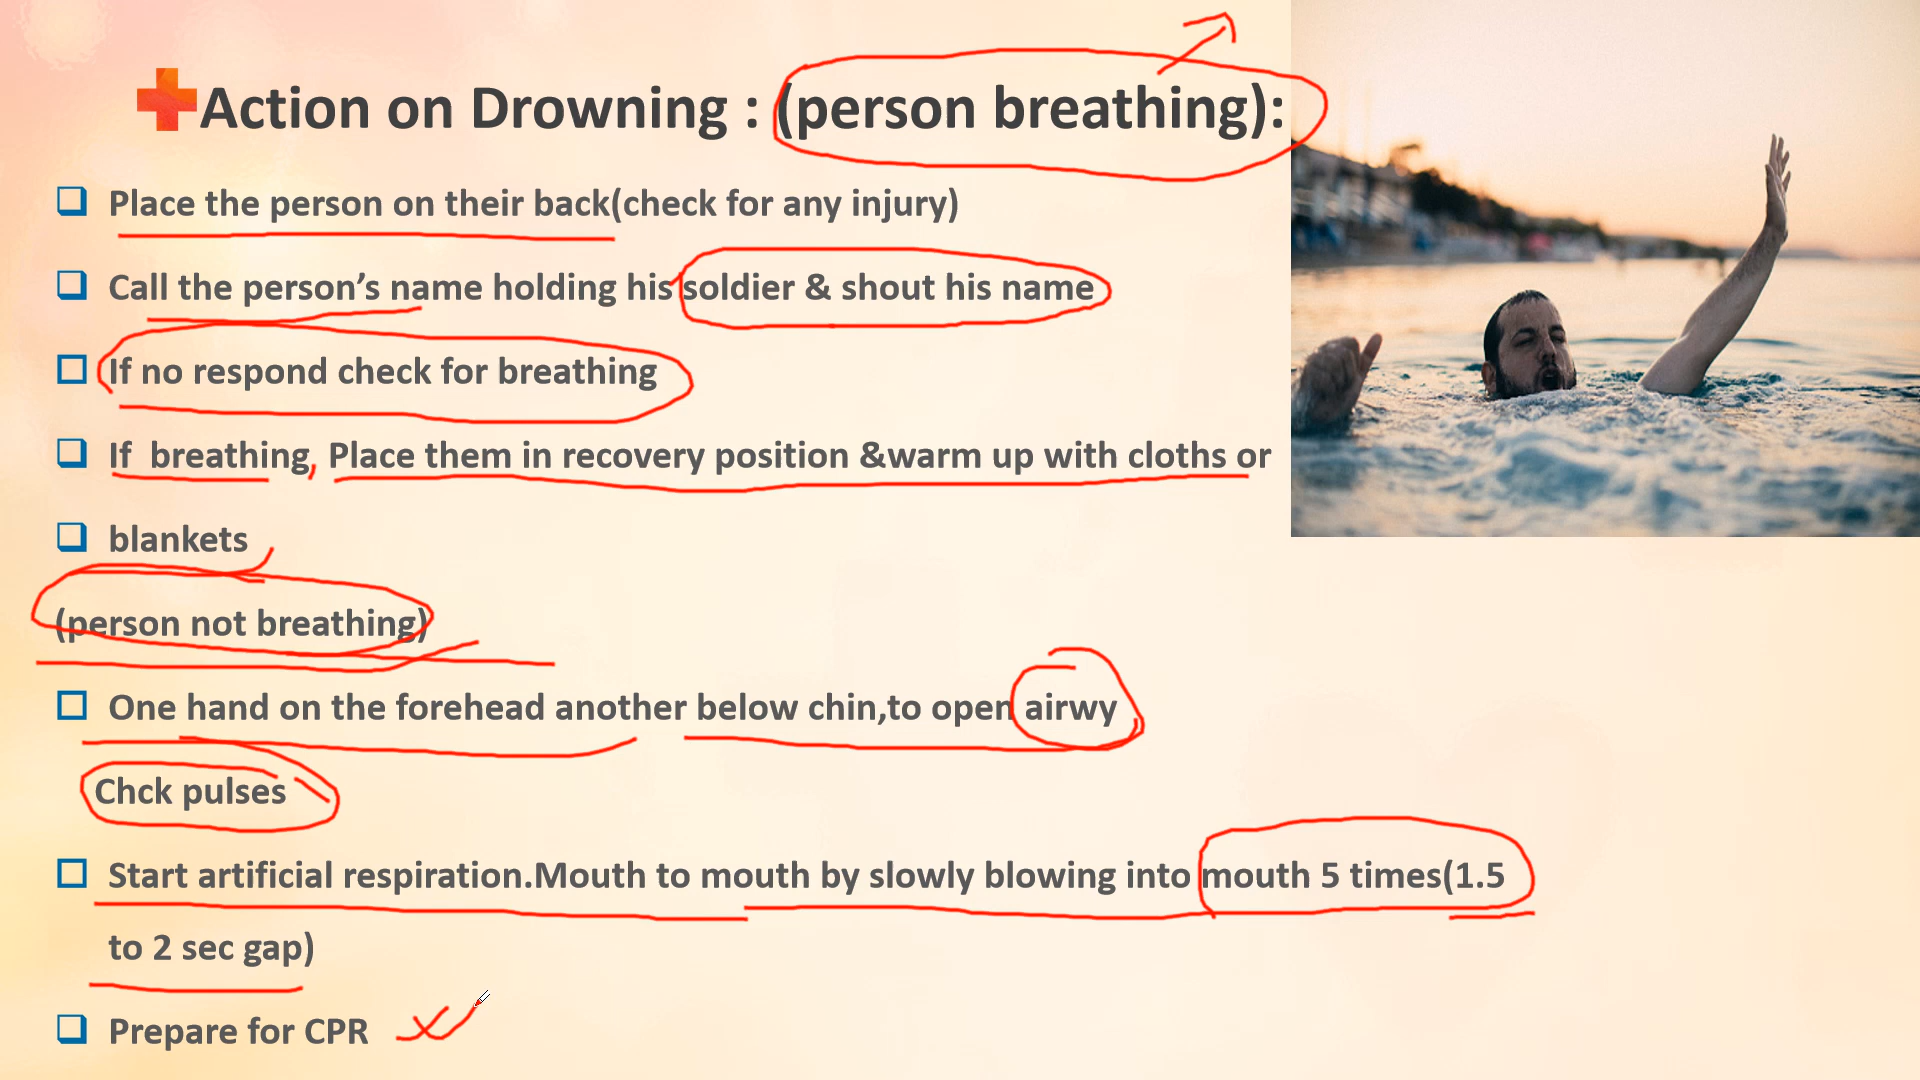 Action on Drowning : (person breathing):
Place the person on their back(check for any injury)
Call the person’s name holding his soldier & shout his name
If no respond check for breathing
If  breathing, Place them in recovery position &warm up with cloths or
blankets
(person not breathing)
One hand on the forehead another below chin,to open airwy
Chck pulses
Start artificial respiration.Mouth to mouth by slowly blowing into mouth 5 times(1.5
to 2 sec gap)
Prepare for CPR